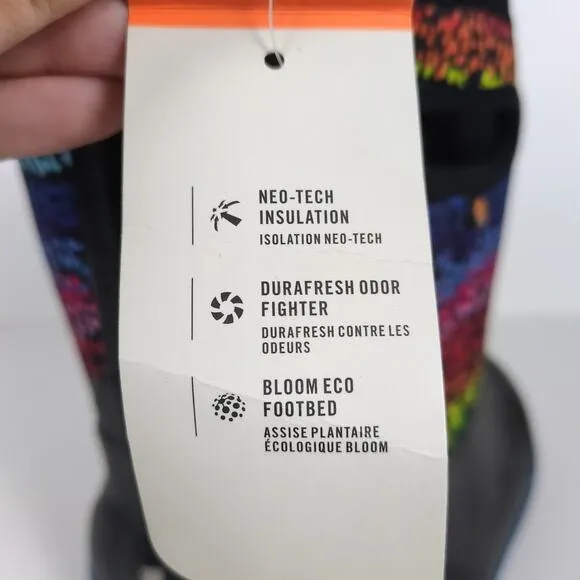 NEO-TECH
INSULATION
ISOLATION NEO-TECH
DURAFRESH ODOR
FIGHTER
DURAFRESH CONTRE LES
ODEURS
BLOOM ECO
FOOTBED
ASSISE PLANTAIRE
ÉCOLOGIQUE BLOOM